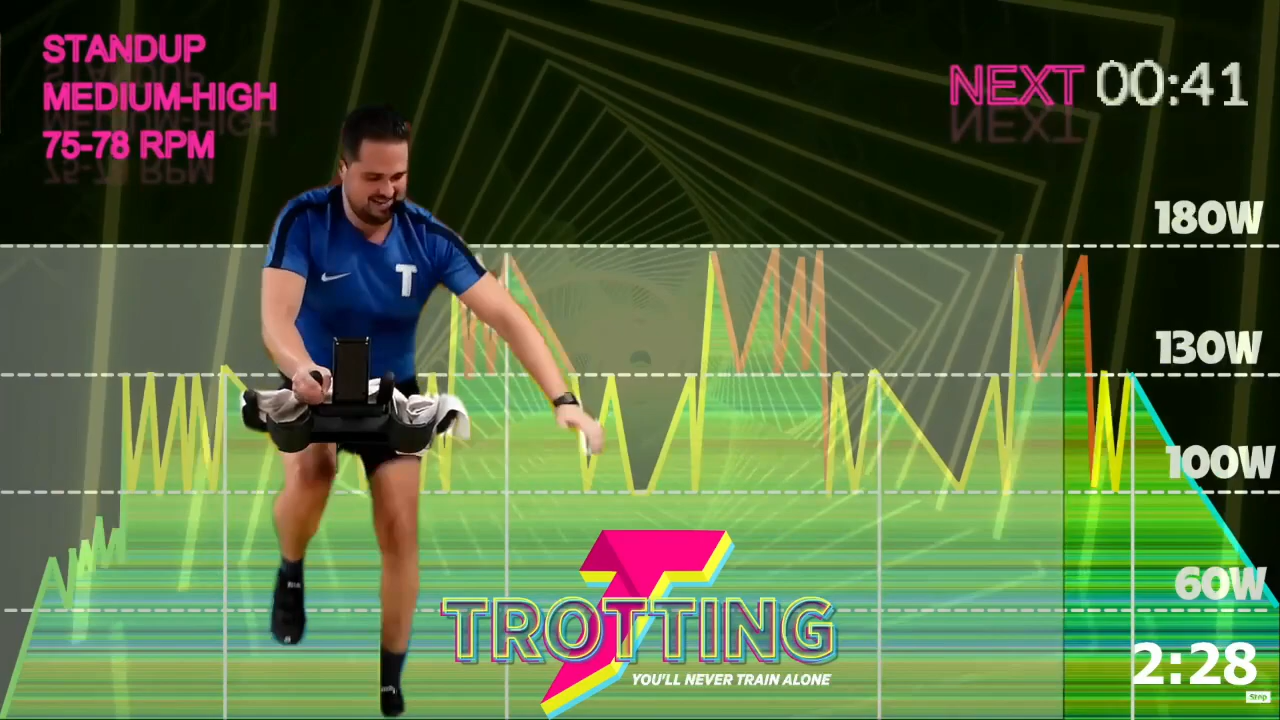 STANDUP
MEDIUM-HIGH
75-78 RPM
NEXT 00:41
180W
130W
100W
60W
T
TROTTING
YOU'LL NEVER TRAIN ALONE
2:28
Stop